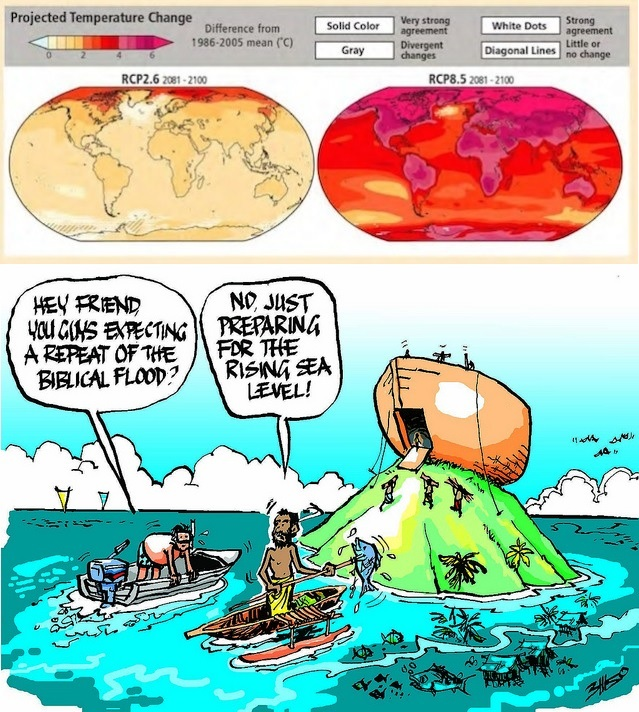 Projected Temperature Change
Difference from
1986-2005 mean (˚C)
0 2 4 6
Solid Color
Very strong
agreement
White Dots
Strong
agreement
Gray
Divergent
changes
Diagonal Lines
Little or
no change
RCP2.6 2081 - 2100
RCP8.5 2081 - 2100
HEY FRIEND,
YOU GUYS EXPECTING
A REPEAT OF THE
BIBLICAL FLOOD?
NO, JUST
PREPARING
FOR THE
RISING SEA
LEVEL!